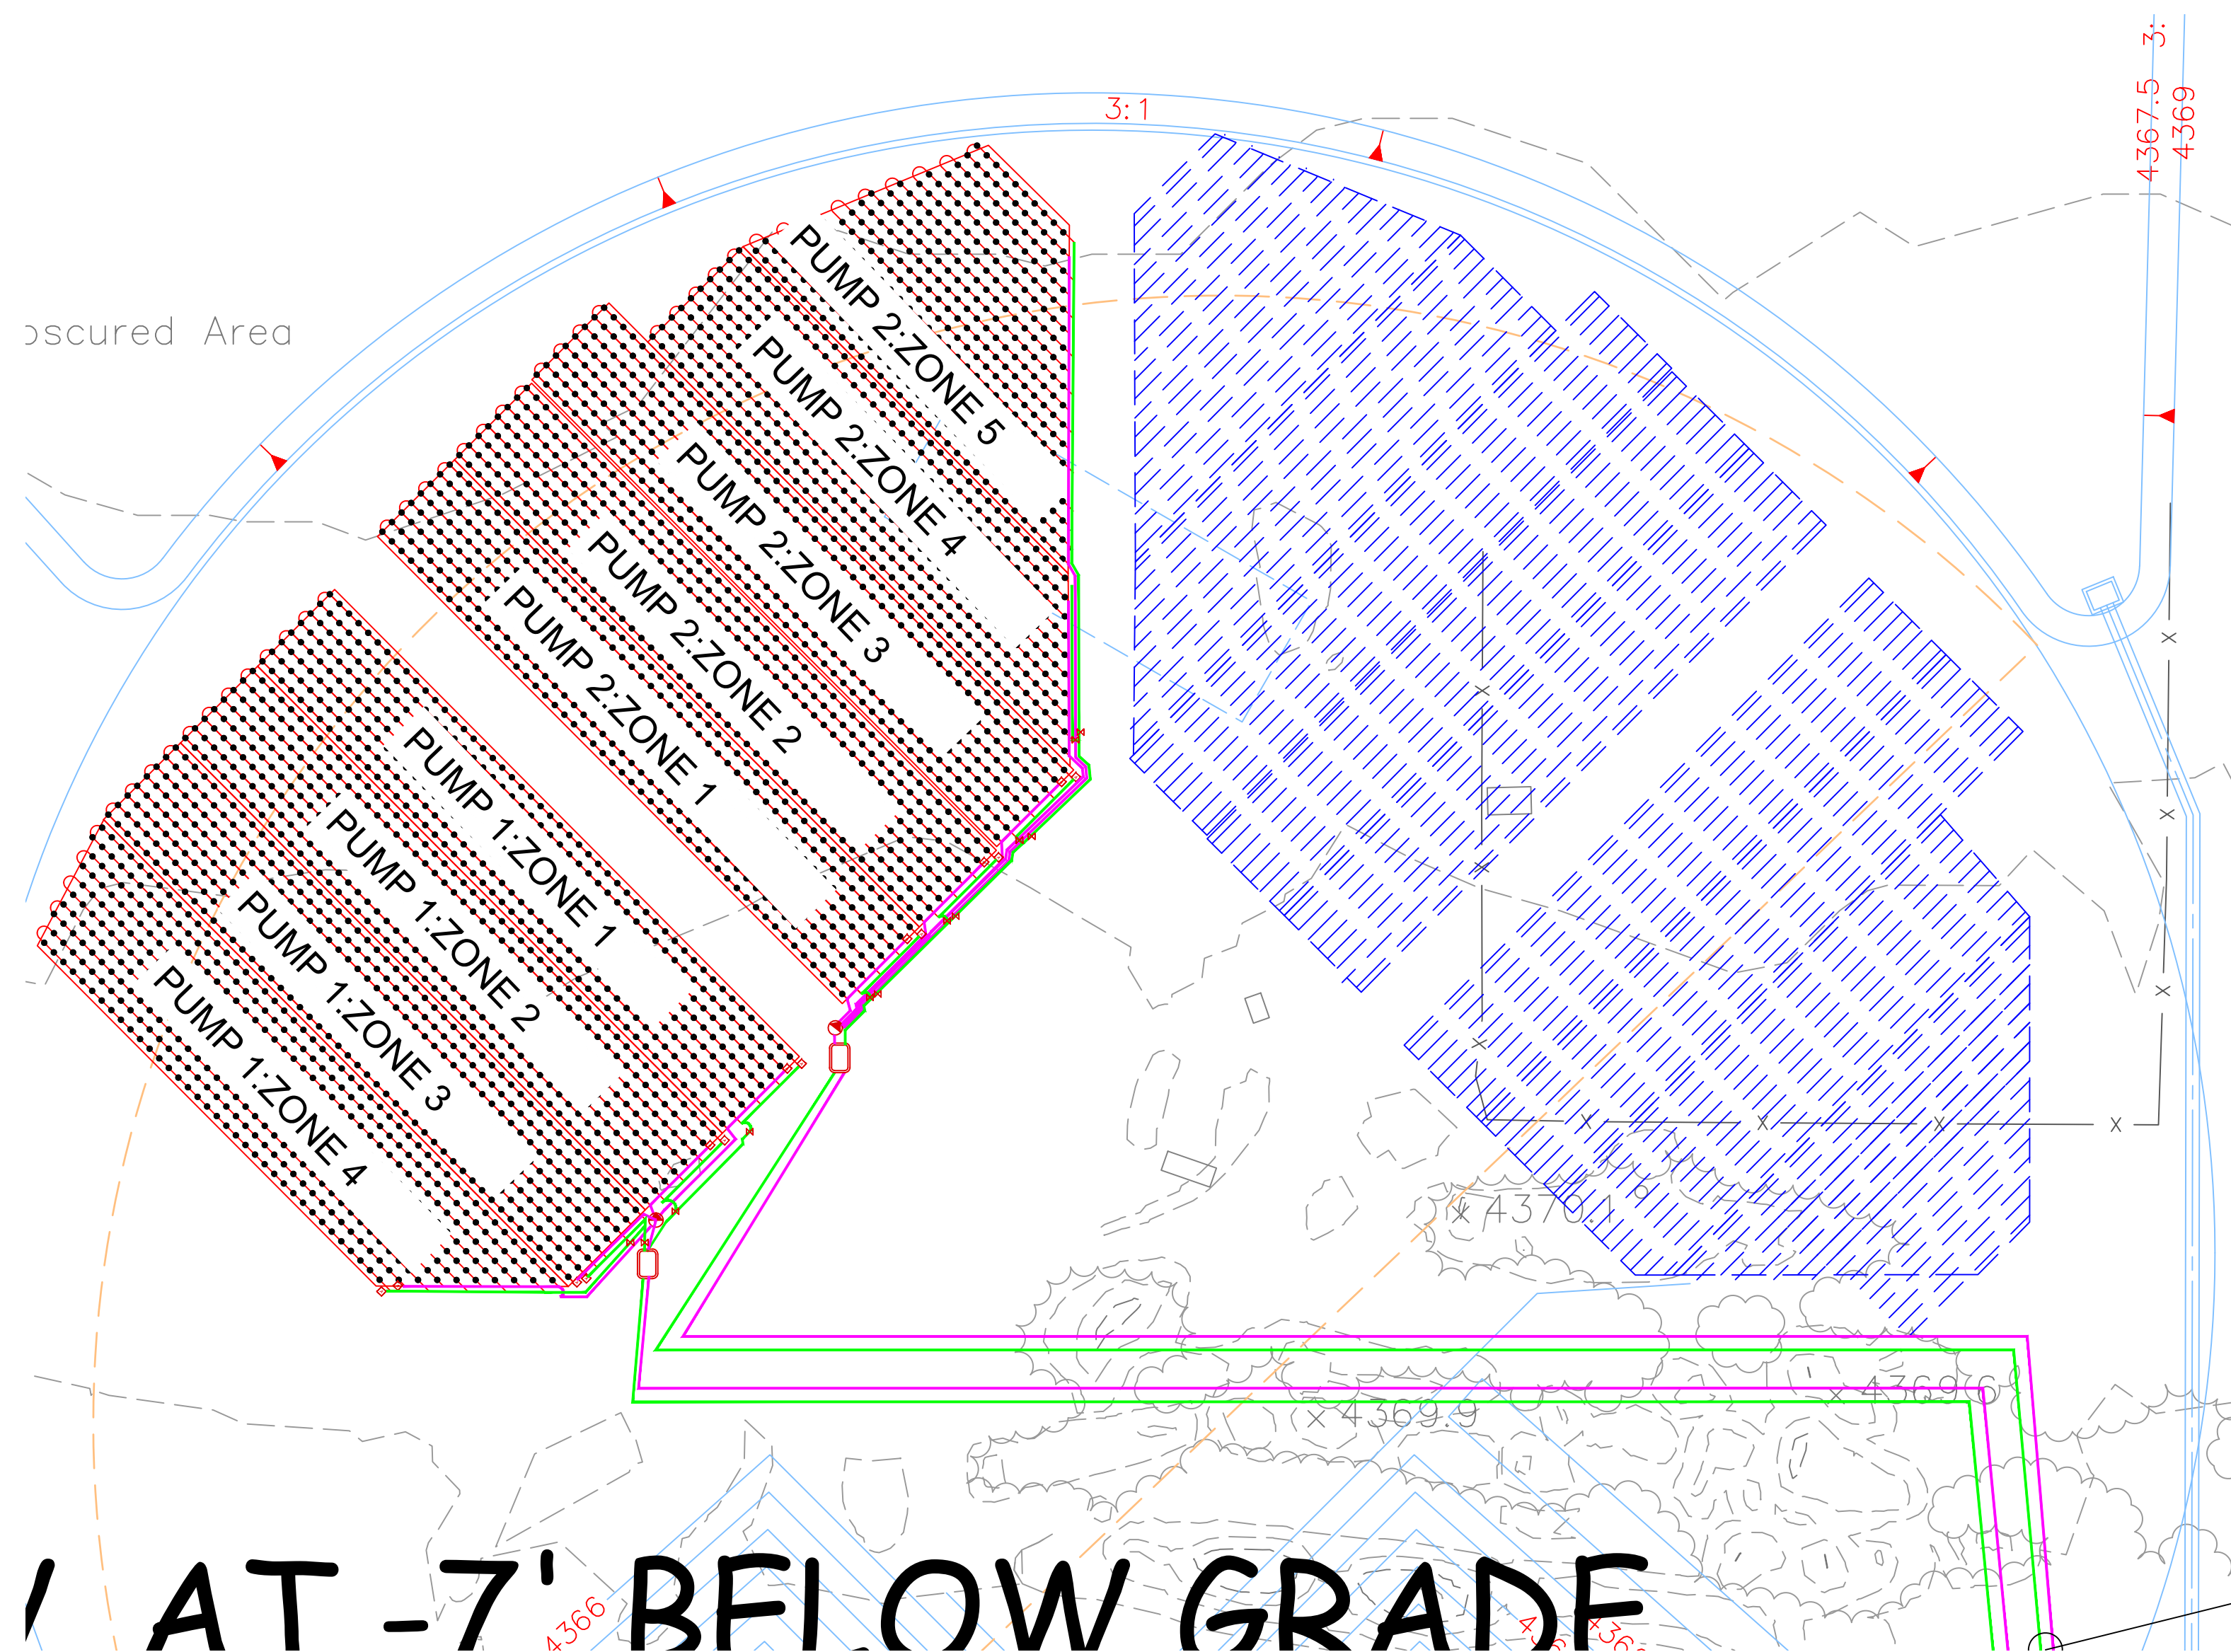 3:1
4367.5 3:
4369
oscured Area
PUMP 2:ZONE 5
PUMP 2:ZONE 4
PUMP 2:ZONE 3
PUMP 2:ZONE 2
PUMP 2:ZONE 1
PUMP 1:ZONE 1
PUMP 1:ZONE 2
PUMP 1:ZONE 3
PUMP 1:ZONE 4
x 4370.1
x 4369.6
x 4369.9
AT -7' BELOW GRADE
4366